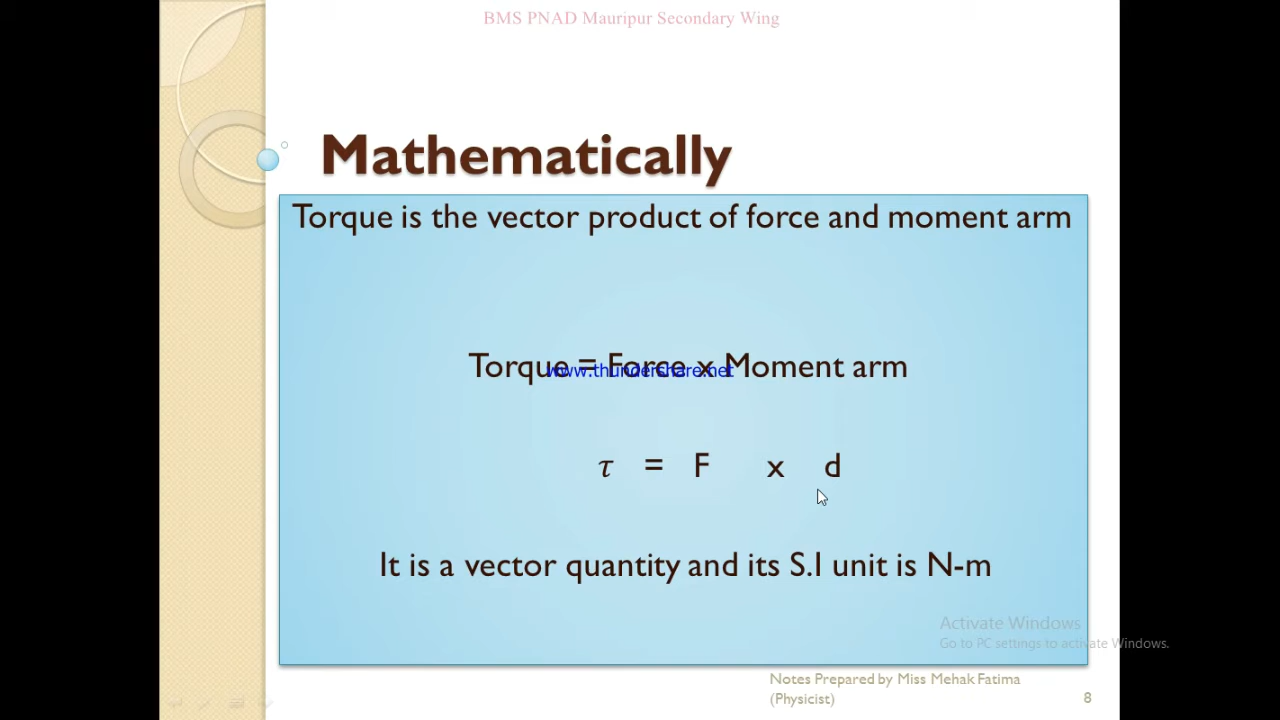 BMS PNAD Mauripur Secondary Wing
Mathematically
Torque is the vector product of force and moment arm
Torque = Force x Moment arm
www.thundershare.net
τ = F x d
It is a vector quantity and its S.I unit is N-m
Activate Windows
Go to PC settings to activate Windows.
Notes Prepared by Miss Mehak Fatima
(Physicist)
8